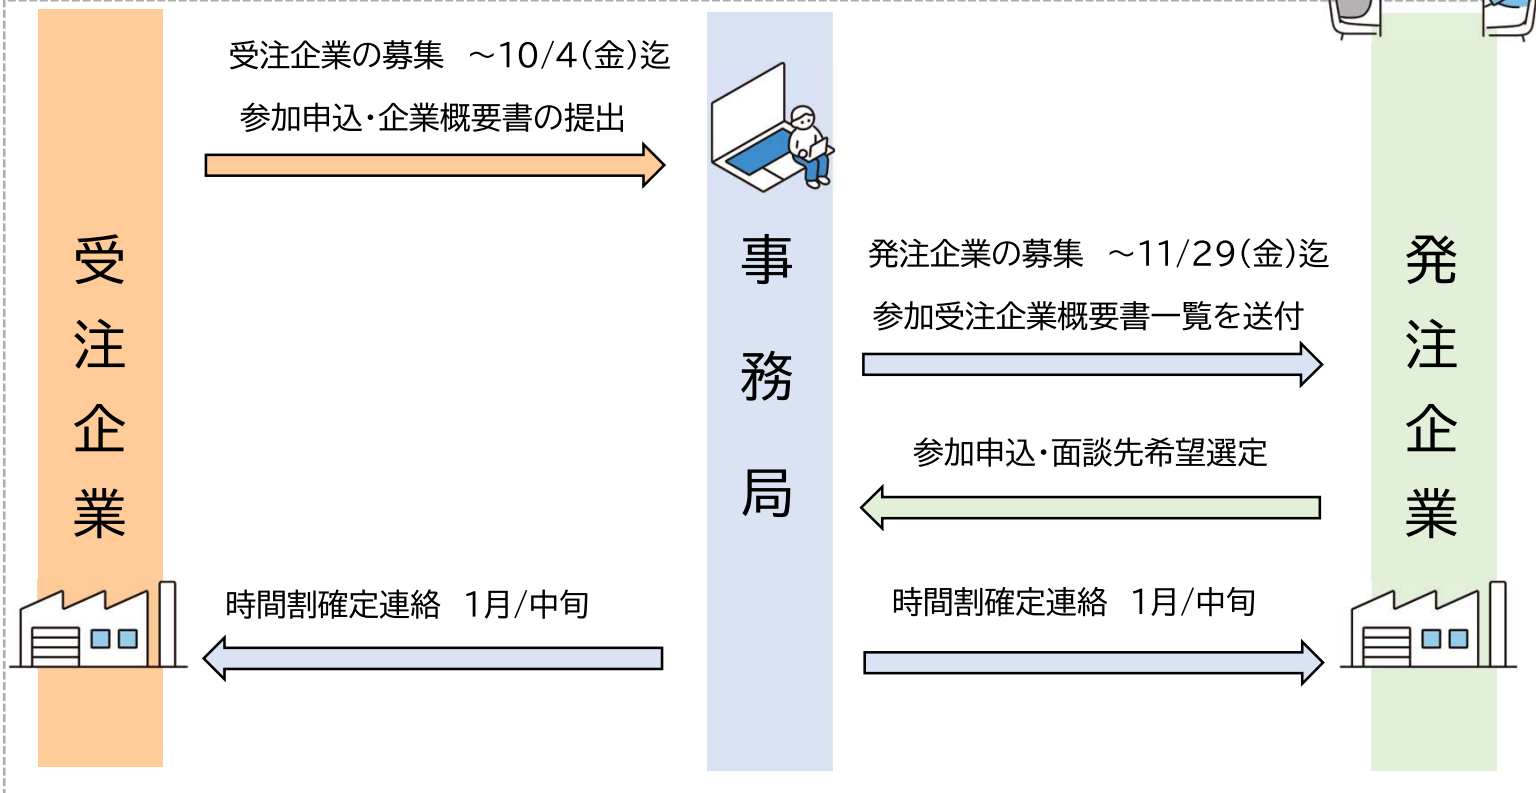 受注企業の募集　～10/4(金)迄
参加申込・企業概要書の提出
受注企業
事務局
発注企業の募集　～11/29(金)迄
参加受注企業概要書一覧を送付
参加申込・面談先希望選定
発注企業
時間割確定連絡　1月/中旬
時間割確定連絡　1月/中旬